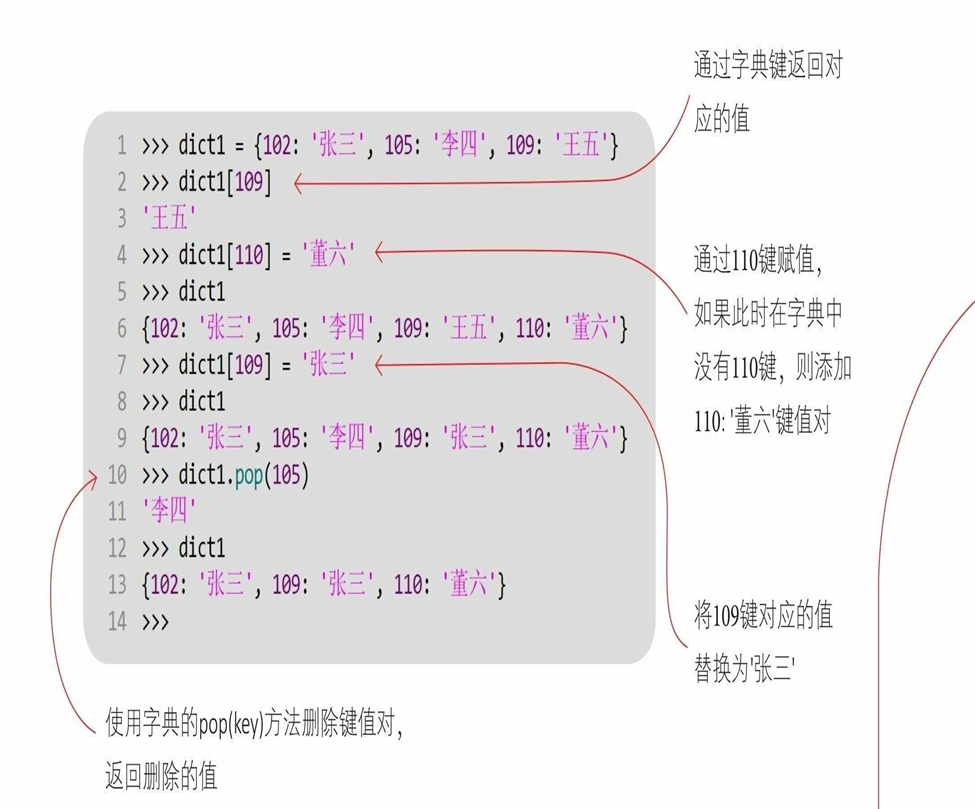 通过字典键返回对
应的值
1 >>> dict1 = {102: '张三', 105: '李四', 109: '王五'}
2 >>> dict1[109]
3 '王五'
4 >>> dict1[110] = '董六'
5 >>> dict1
6 {102: '张三', 105: '李四', 109: '王五', 110: '董六'}
7 >>> dict1[109] = '张三'
8 >>> dict1
9 {102: '张三', 105: '李四', 109: '张三', 110: '董六'}
10 >>> dict1.pop(105)
11 '李四'
12 >>> dict1
13 {102: '张三', 109: '张三', 110: '董六'}
14 >>>
通过110键赋值，
如果此时在字典中
没有110键，则添加
110: '董六'键值对
将109键对应的值
替换为'张三'
使用字典的pop(key)方法删除键值对，
返回删除的值